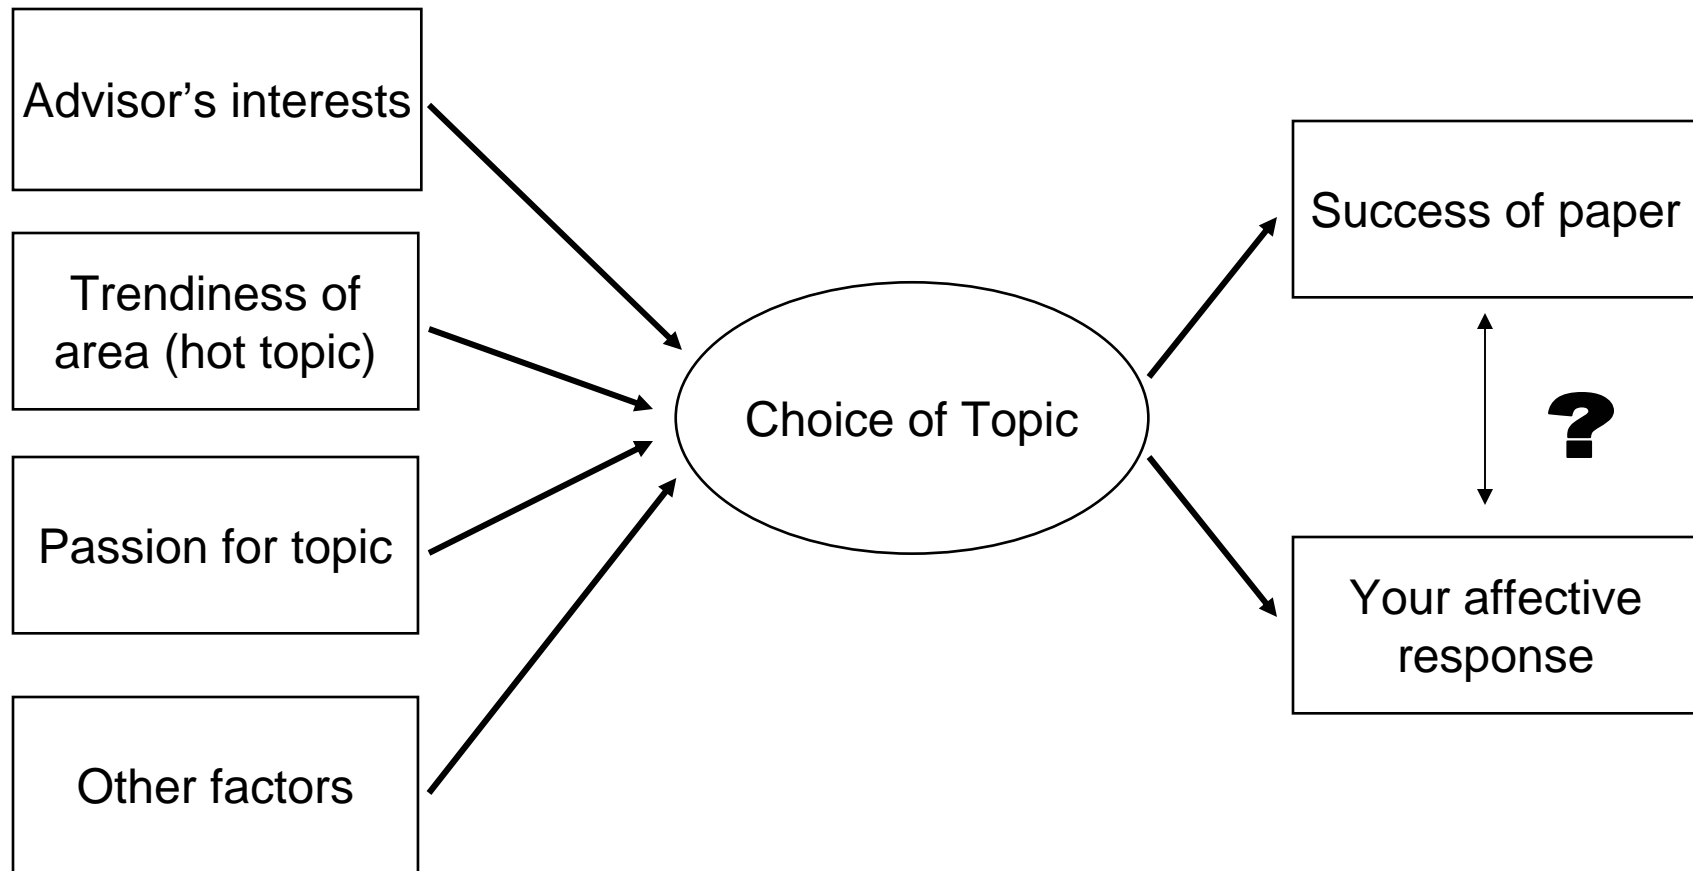 Advisor’s interests
Trendiness of
area (hot topic)
Passion for topic
Other factors
Choice of Topic
Success of paper
?
Your affective
response